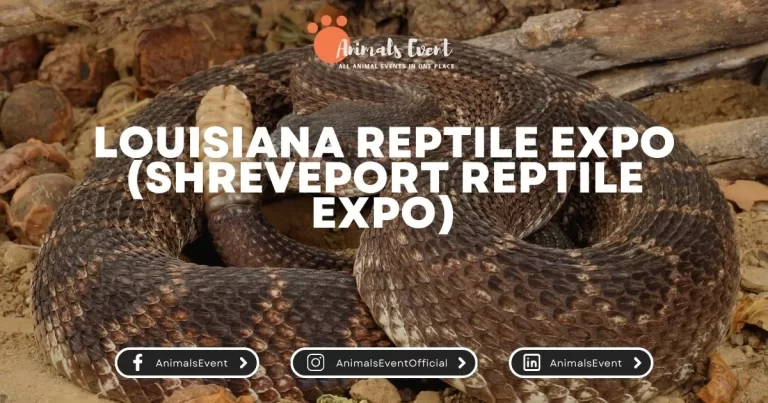 Animals Event
ALL ANIMAL EVENTS IN ONE PLACE
LOUISIANA REPTILE EXPO
(SHREVEPORT REPTILE
EXPO)
AnimalsEvent
AnimalsEventOfficial
AnimalsEvent